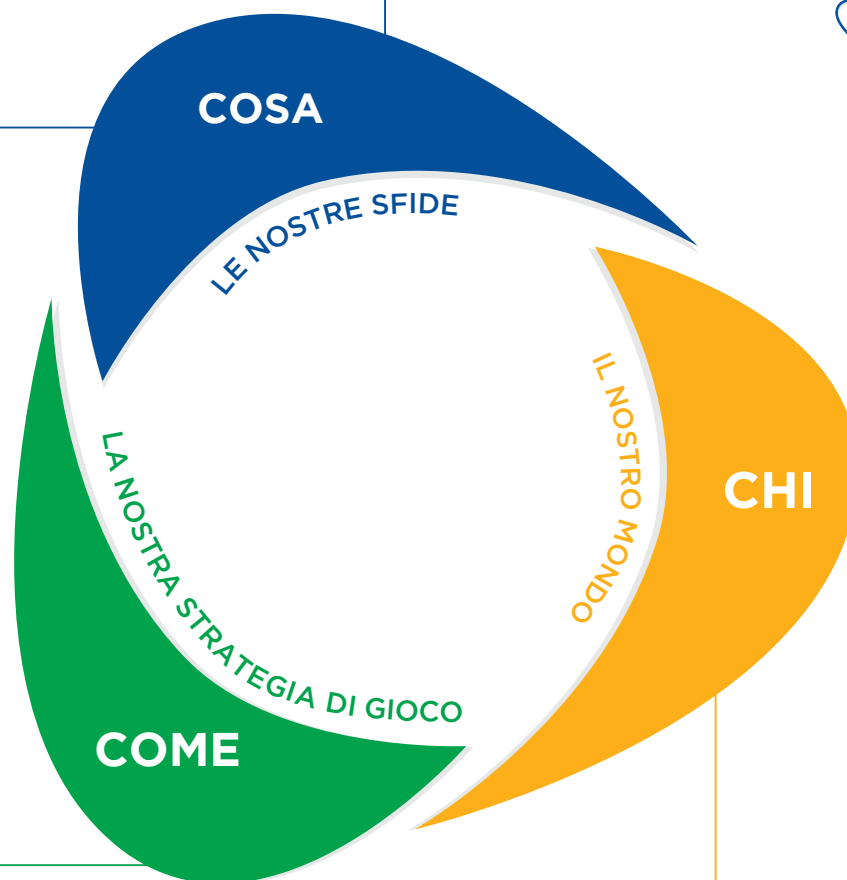 COSA
LE NOSTRE SFIDE
IL NOSTRO MONDO
CHI
LA NOSTRA STRATEGIA DI GIOCO
COME